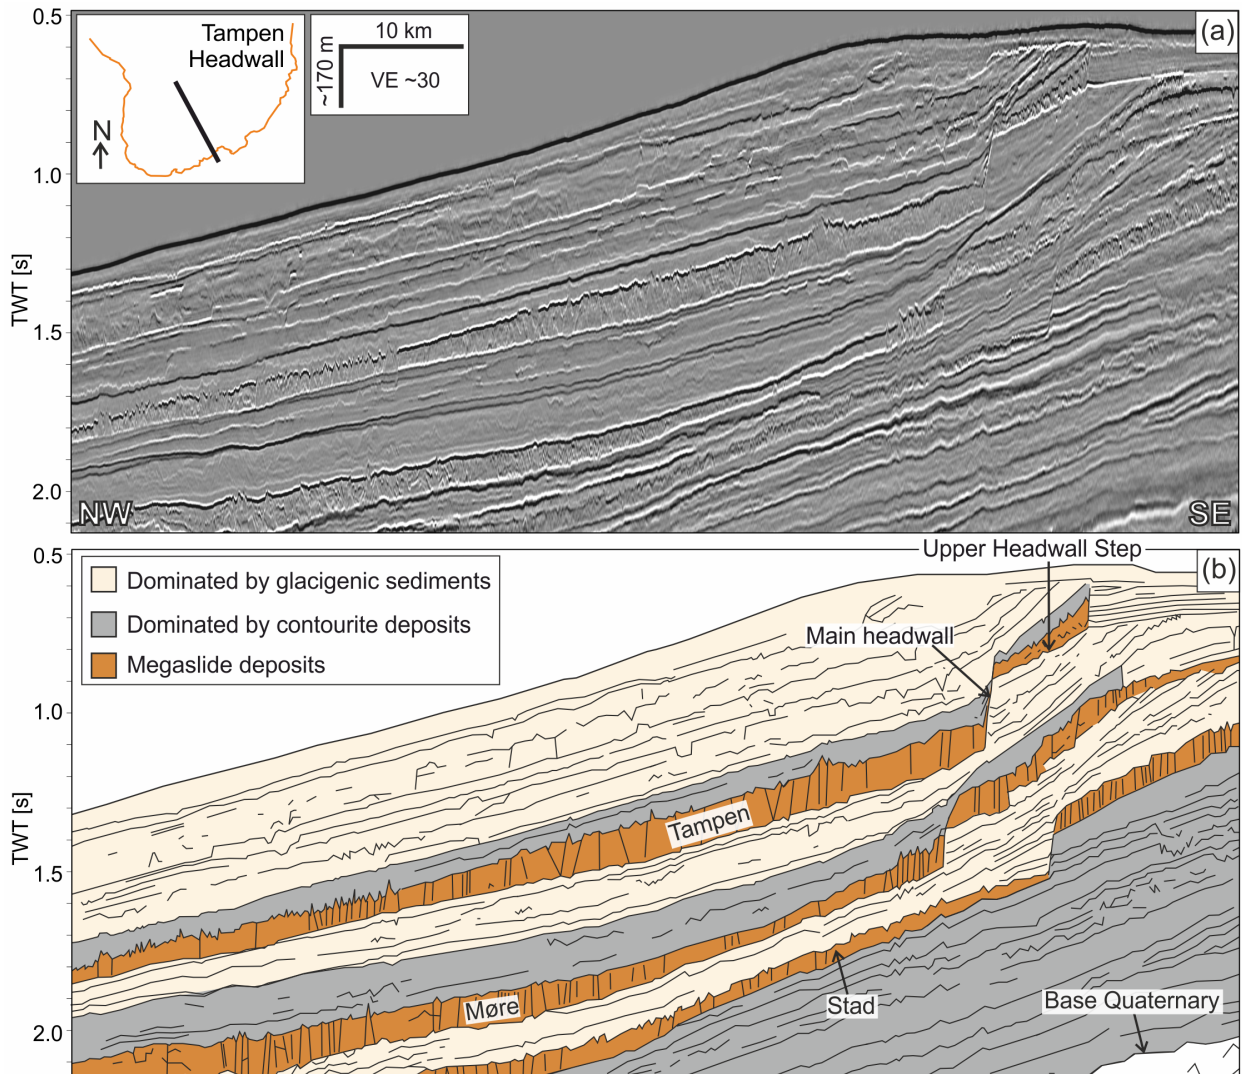 0.5
Tampen
Headwall
N
10 km
~170 m
VE ~30
(a)
1.0
TWT [s]
1.5
2.0
NW
SE
0.5
Upper Headwall Step
(b)
Dominated by glacigenic sediments
Dominated by contourite deposits
Megaslide deposits
Main headwall
1.0
TWT [s]
Tampen
1.5
Møre
Stad
Base Quaternary
2.0